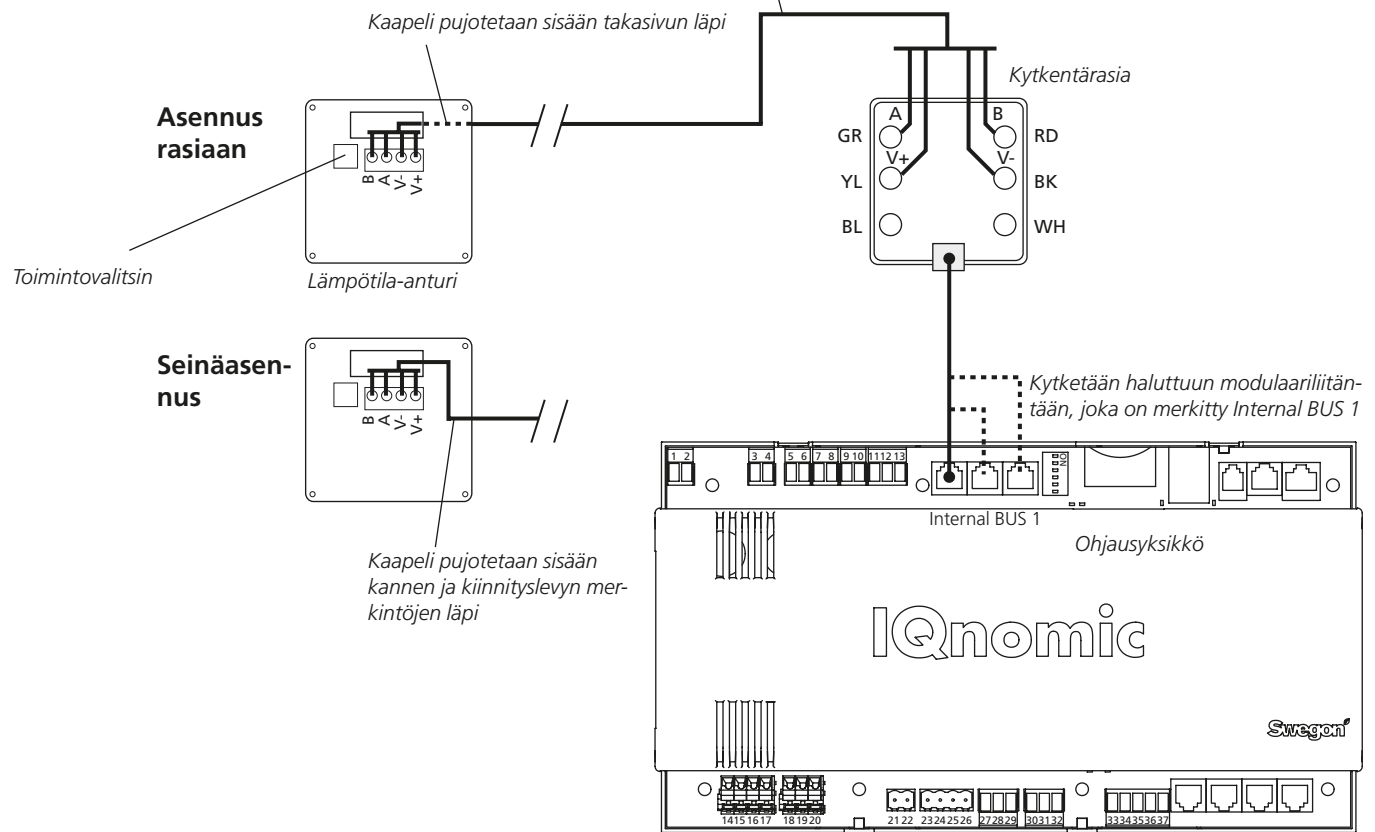 Kaapeli pujotetaan sisään takasivun läpi
Kytkentärasia
Asennus
rasiaan
B A V- V+
A B
GR RD
V+ V-
YL BK
BL WH
Toimintovalitsin
Lämpötila-anturi
Seinäasen-
nus
B A V- V+
Kytketään haluttuun modulaariliitän-
tään, joka on merkitty Internal BUS 1
1 2 3 4 5 6 7 8 9 10 11 12 13
ON
Internal BUS 1
Ohjausyksikkö
Kaapeli pujotetaan sisään
kannen ja kiinnityslevyn mer-
kintöjen läpi
IQnomic
Swegon
14 15 16 17 18 19 20 21 22 23 24 25 26 27 28 29 30 31 32 33 34 35 36 37